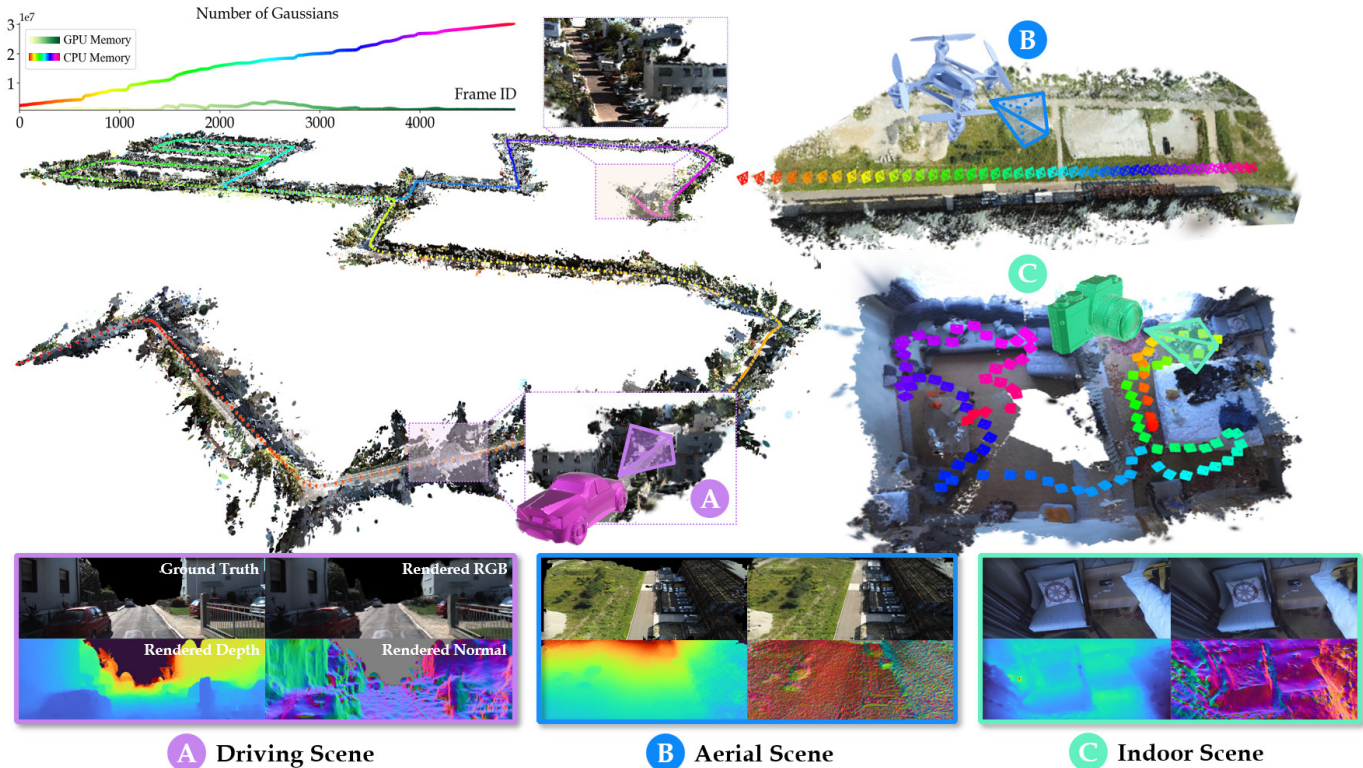 Number of Gaussians
3 1e7
GPU Memory
CPU Memory
2
1
Frame ID
0 1000 2000 3000 4000
B
C
A
Ground Truth
Rendered RGB
Rendered Depth
Rendered Normal
A Driving Scene
B Aerial Scene
C Indoor Scene